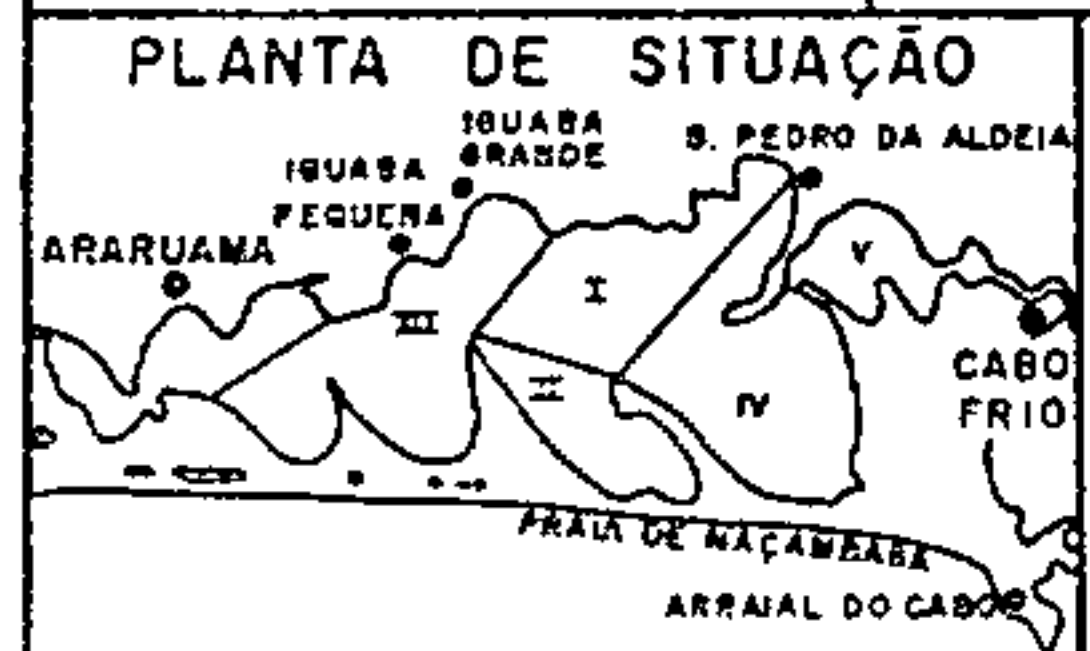 PLANTA DE SITUAÇÃO
IGUABA
GRANDE
S. PEDRO DA ALDEIA
IGUABA
PEQUENA
ARARUAMA
V
I
III
CABO
FRIO
II
IV
PRAIA DE MAÇAMBABA
ARRAIAL DO CABO